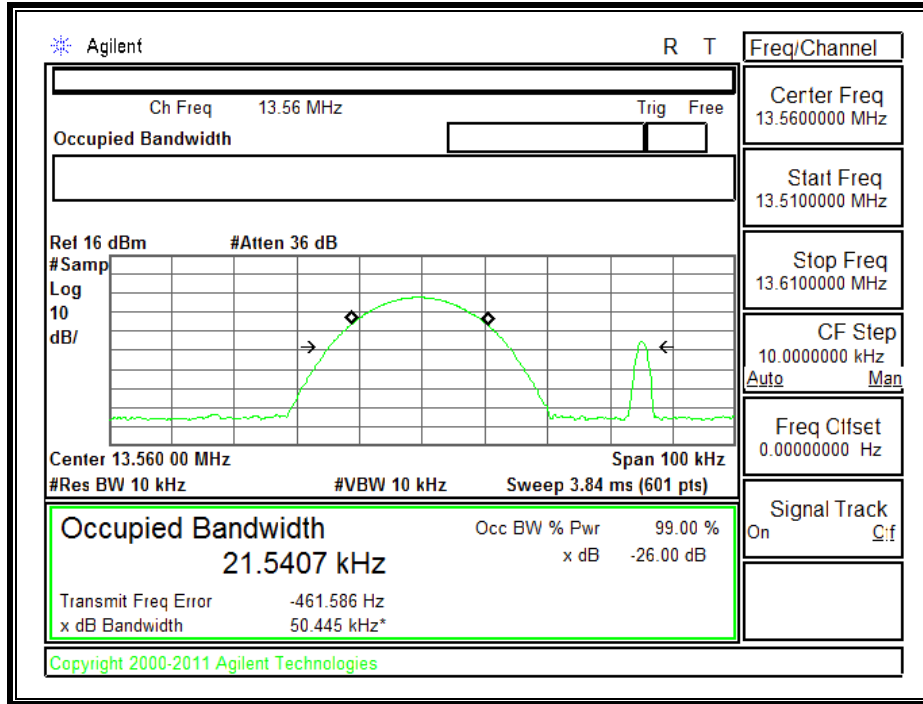 Agilent R T
Freq/Channel
Ch Freq 13.56 MHz Trig Free
Occupied Bandwidth
Center Freq
13.5600000 MHz
Start Freq
13.5100000 MHz
Stop Freq
13.6100000 MHz
CF Step
10.0000000 kHz
Auto Man
Freq Offset
0.00000000 Hz
Signal Track
On Off
Ref 16 dBm #Atten 36 dB
#Samp
Log
10
dB/
Center 13.560 00 MHz Span 100 kHz
#Res BW 10 kHz #VBW 10 kHz Sweep 3.84 ms (601 pts)
Occupied Bandwidth Occ BW % Pwr 99.00 %
21.5407 kHz x dB -26.00 dB
Transmit Freq Error -461.586 Hz
x dB Bandwidth 50.445 kHz*
Copyright 2000-2011 Agilent Technologies